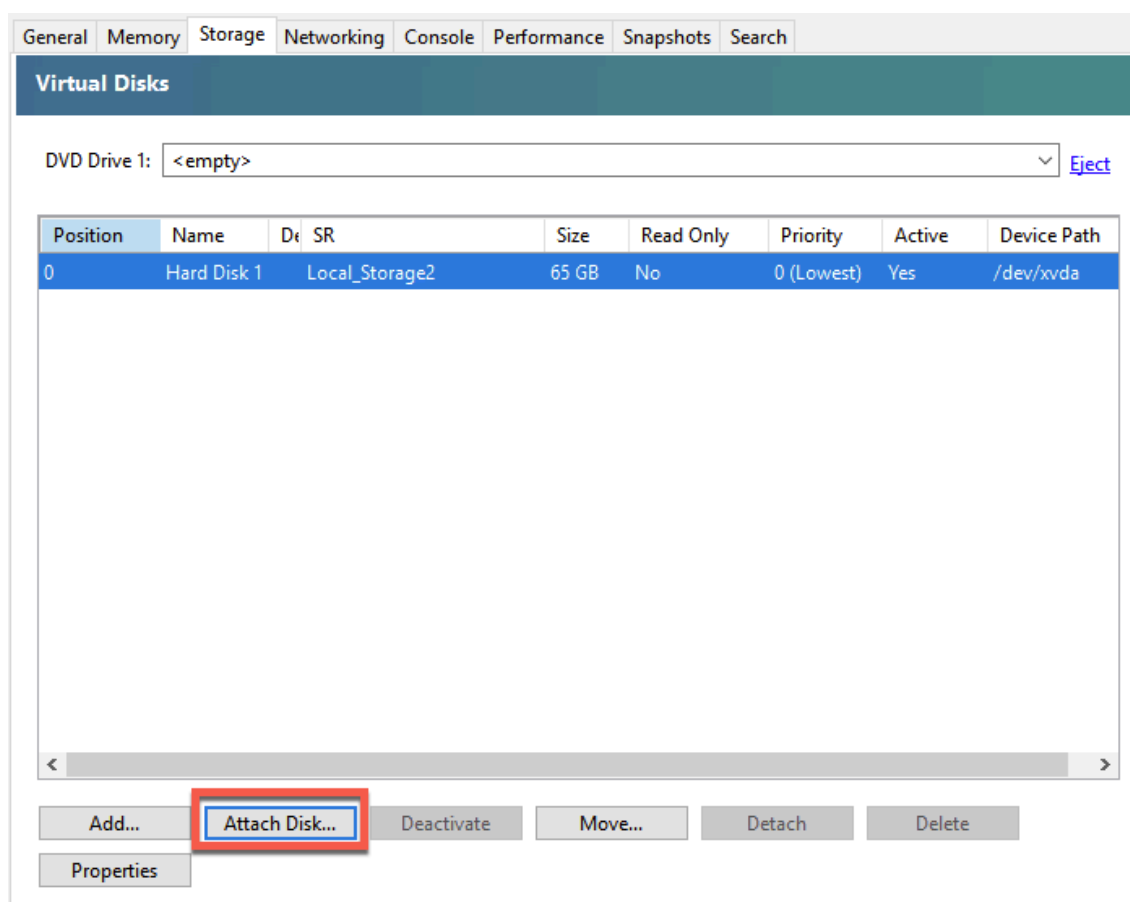 General Memory Storage Networking Console Performance Snapshots Search
Virtual Disks
DVD Drive 1: <empty> Eject
Position Name De SR Size Read Only Priority Active Device Path
0 Hard Disk 1 Local_Storage2 65 GB No 0 (Lowest) Yes /dev/xvda
Add... Attach Disk... Deactivate Move... Detach Delete
Properties